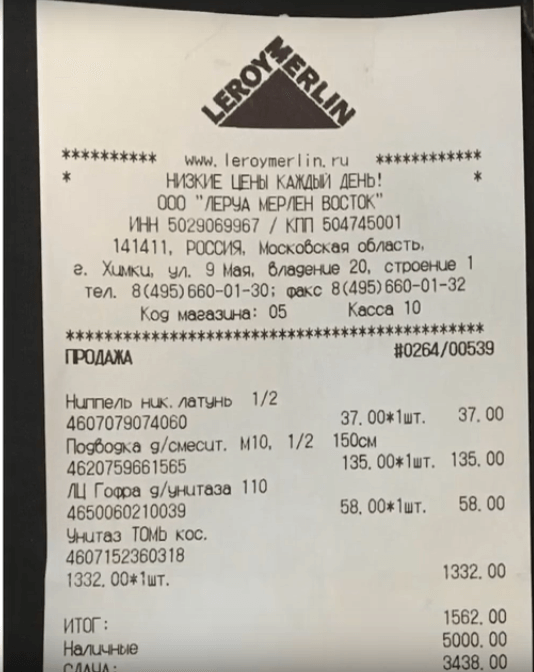 LEROY MERLIN
********** www.leroymerlin.ru ***********
* НИЗКИЕ ЦЕНЫ КАЖДЫЙ ДЕНЬ! *
ООО "ЛЕРУА МЕРЛЕН ВОСТОК"
ИНН 5029069967 / КПП 504745001
141411, РОССИЯ, Московская область,
г. Химки, ул. 9 Мая, владение 20, строение 1
тел. 8(495)660-01-30; факс 8(495)660-01-32
Код магазина: 05 Касса 10
*********************************************
ПРОДАЖА #0264/00539
Ниппель ник. латунь 1/2
4607079074060 37.00*1шт. 37.00
Подводка д/смесит. М10, 1/2 150см
4620759661565 135.00*1шт. 135.00
ЛЦ Гофра д/унитаза 110
4650060210039 58.00*1шт. 58.00
Унитаз ТОМЬ кос.
4607152360318
1332.00*1шт. 1332.00
ИТОГ: 1562.00
Наличные 5000.00
СДАЧА: 3438.00